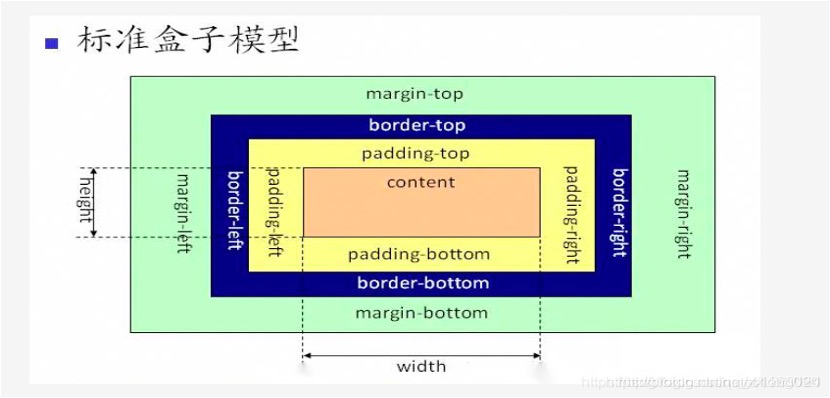 标准盒子模型
margin-top
border-top
padding-top
content
height
margin-left
border-left
padding-left
padding-right
border-right
margin-right
padding-bottom
border-bottom
margin-bottom
width